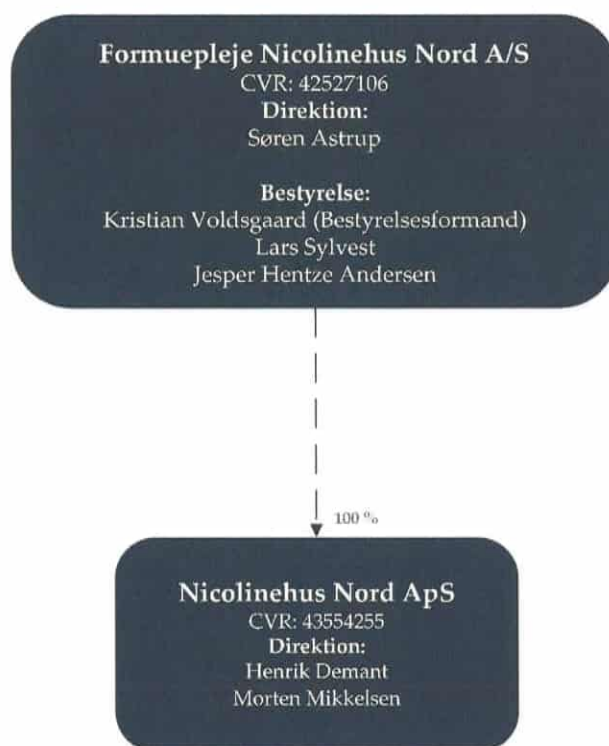 Formuepleje Nicolinehus Nord A/S
CVR: 42527106
Direktion:
Søren Astrup
Bestyrelse:
Kristian Voldsgaard (Bestyrelsesformand)
Lars Sylvest
Jesper Hentze Andersen
100 %
Nicolinehus Nord ApS
CVR: 43554255
Direktion:
Henrik Demant
Morten Mikkelsen